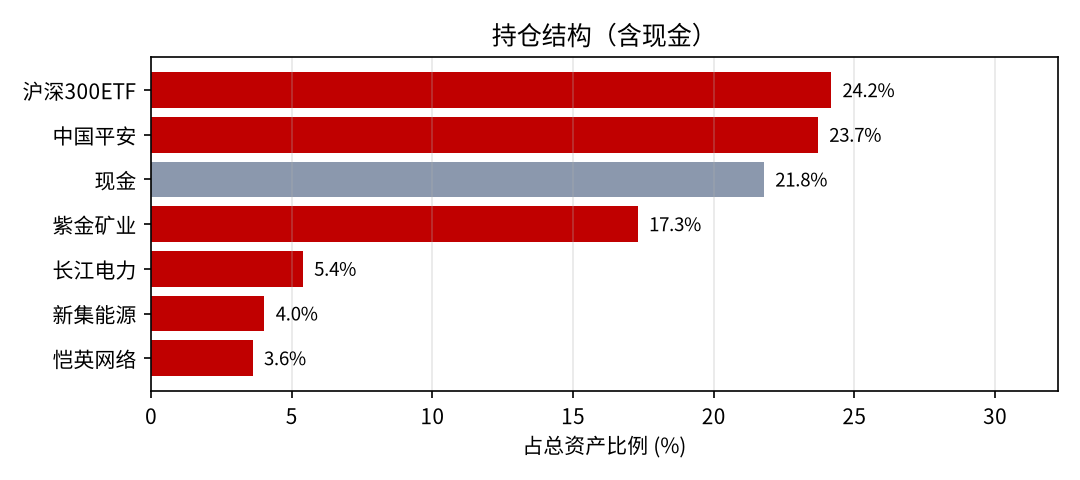 持仓结构（含现金）
沪深300ETF 24.2%
中国平安 23.7%
现金 21.8%
紫金矿业 17.3%
长江电力 5.4%
新集能源 4.0%
恺英网络 3.6%
0 5 10 15 20 25 30
占总资产比例 (%)